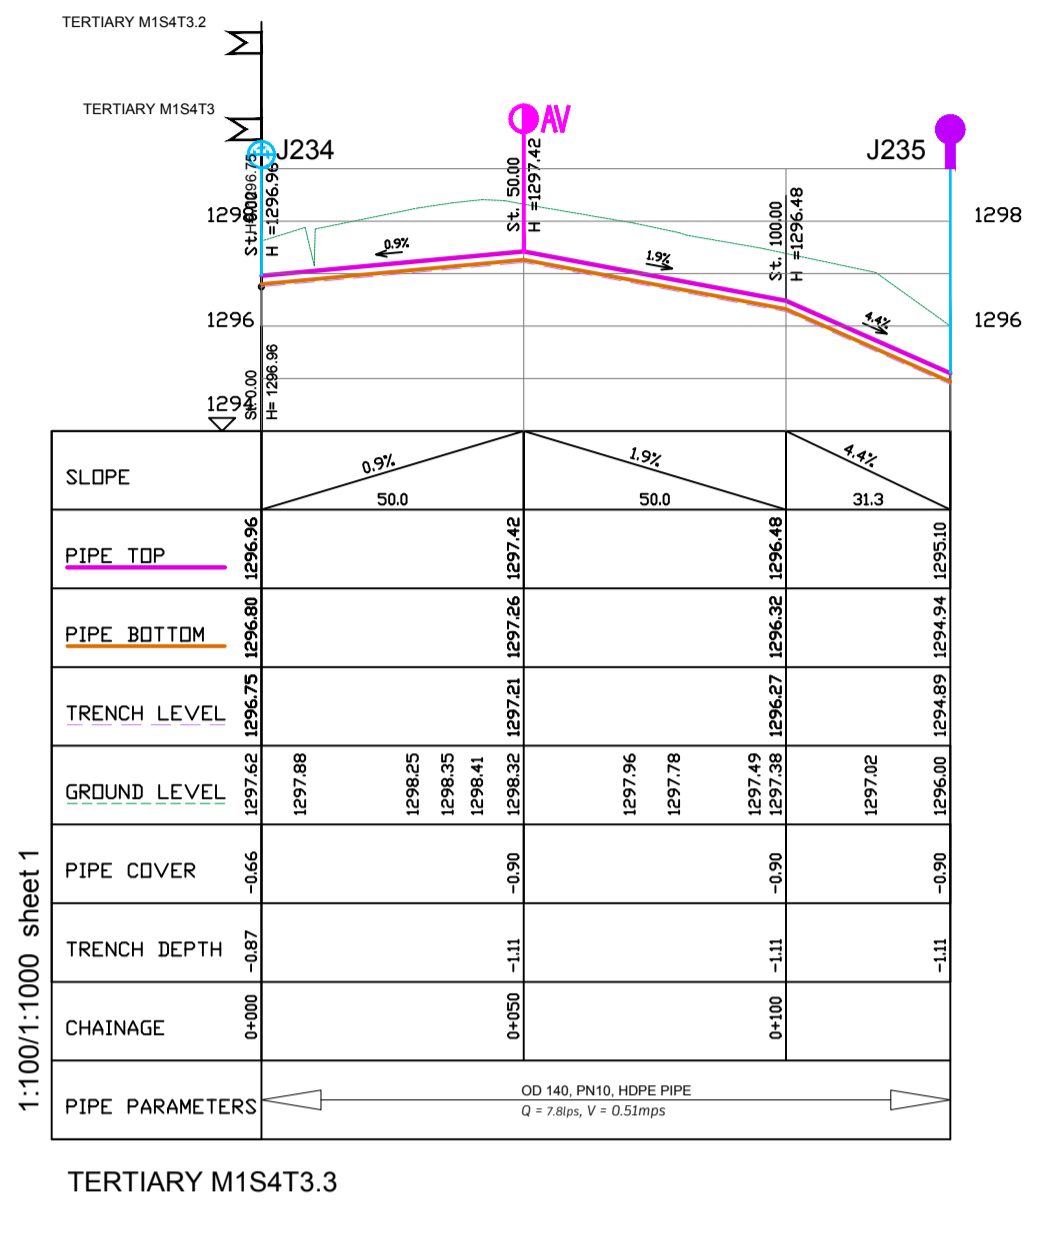 TERTIARY M1S4T3.2
TERTIARY M1S4T3
J234
AV
J235
St. 50.00
H =1297.42
H =1296.96
St. 100.00
H =1296.48
1298
1298
0.9%
1.9%
4.4%
1296
1296
1294
St. 0.00
H= 1296.96
SLOPE
0.9%
1.9%
4.4%
50.0
50.0
31.3
PIPE TOP
1296.96
1297.42
1296.48
1295.10
PIPE BOTTOM
1296.80
1297.26
1296.32
1294.94
TRENCH LEVEL
1296.75
1297.21
1296.27
1294.89
GROUND LEVEL
1297.62
1297.88
1298.25
1298.35
1298.41
1298.32
1297.96
1297.78
1297.49
1297.38
1297.02
1296.00
PIPE COVER
-0.66
-0.90
-0.90
-0.90
TRENCH DEPTH
-0.87
-1.11
-1.11
-1.11
CHAINAGE
0+000
0+050
0+100
PIPE PARAMETERS
OD 140, PN10, HDPE PIPE
Q = 7.8lps, V = 0.51mps
1:100/1:1000 sheet 1
TERTIARY M1S4T3.3